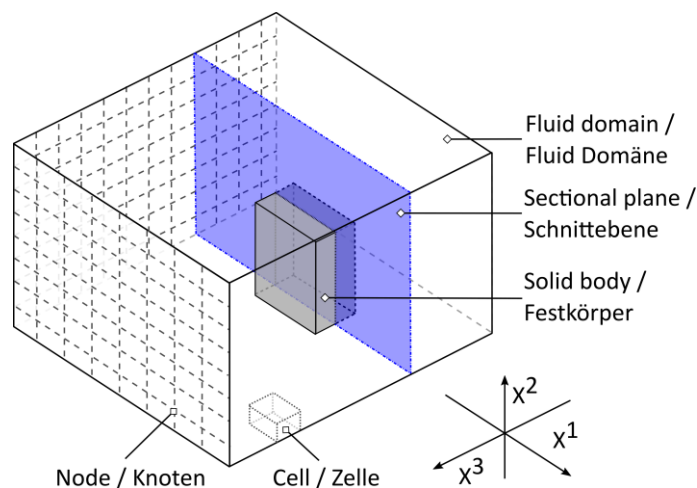 Fluid domain /
Fluid Domäne
Sectional plane /
Schnittebene
Solid body /
Festkörper
X2
X1
X3
Node / Knoten
Cell / Zelle